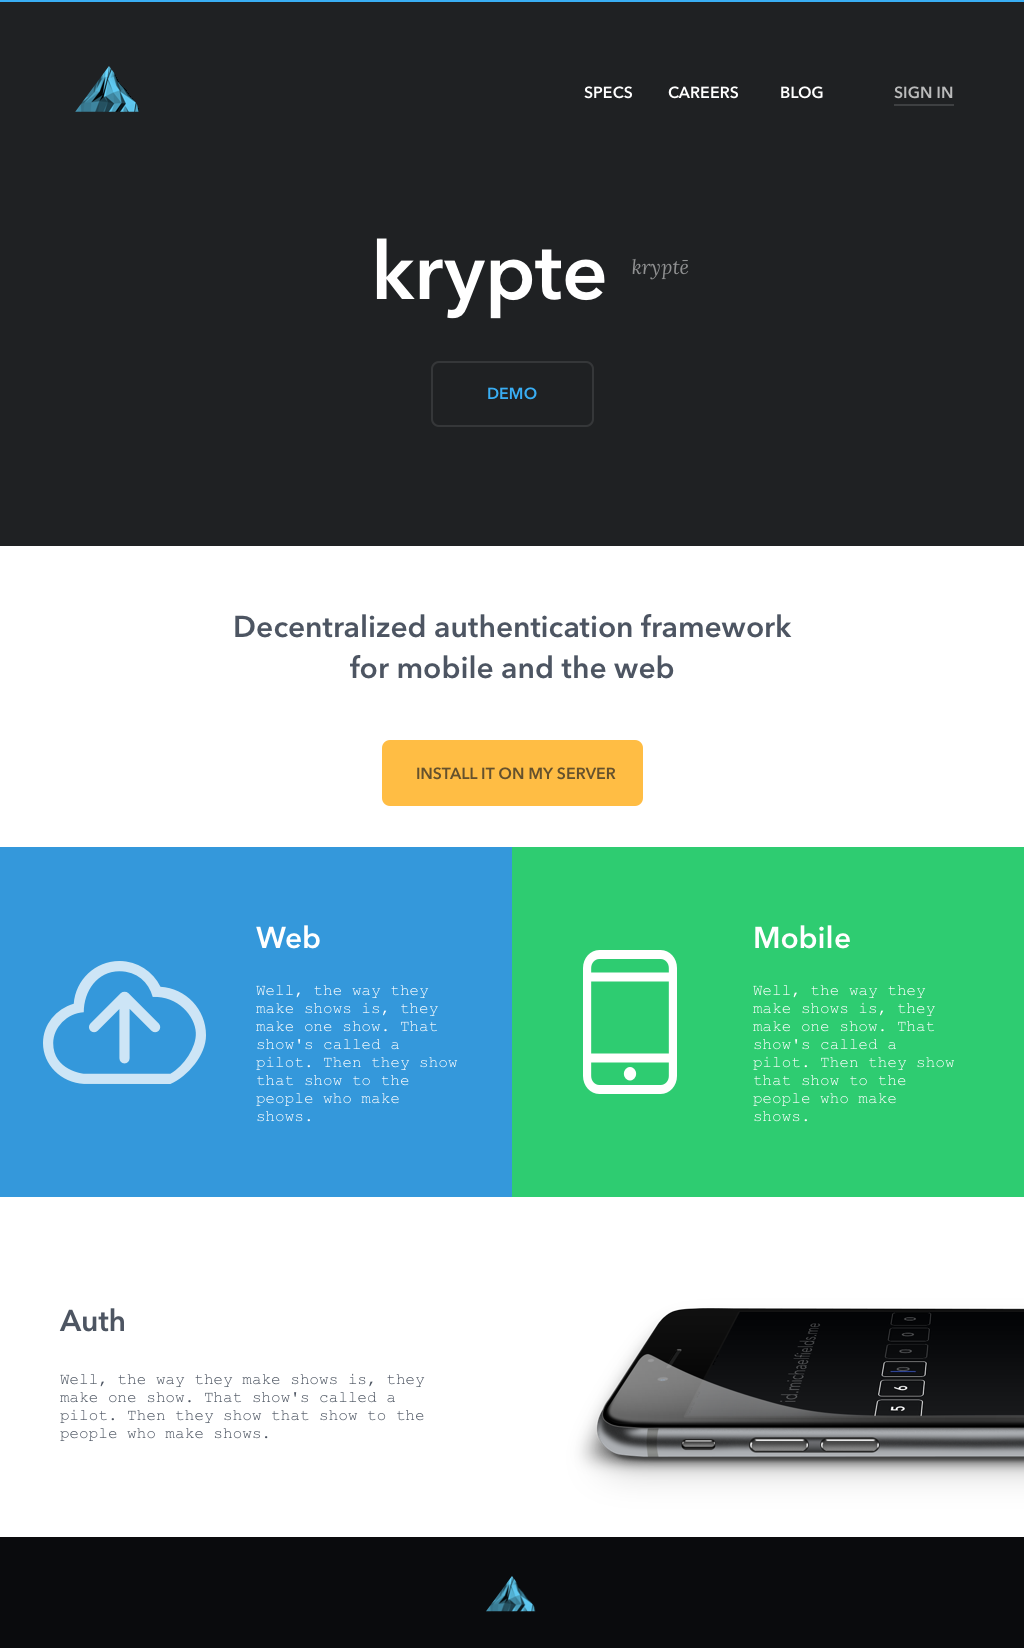 SPECS CAREERS BLOG SIGN IN
krypte kryptē
DEMO
Decentralized authentication framework
for mobile and the web
INSTALL IT ON MY SERVER
Web
Well, the way they
make shows is, they
make one show. That
show's called a
pilot. Then they show
that show to the
people who make
shows.
Mobile
Well, the way they
make shows is, they
make one show. That
show's called a
pilot. Then they show
that show to the
people who make
shows.
Auth
Well, the way they make shows is, they
make one show. That show's called a
pilot. Then they show that show to the
people who make shows.
id.michaelfields.me
5
6
b
0
0
0